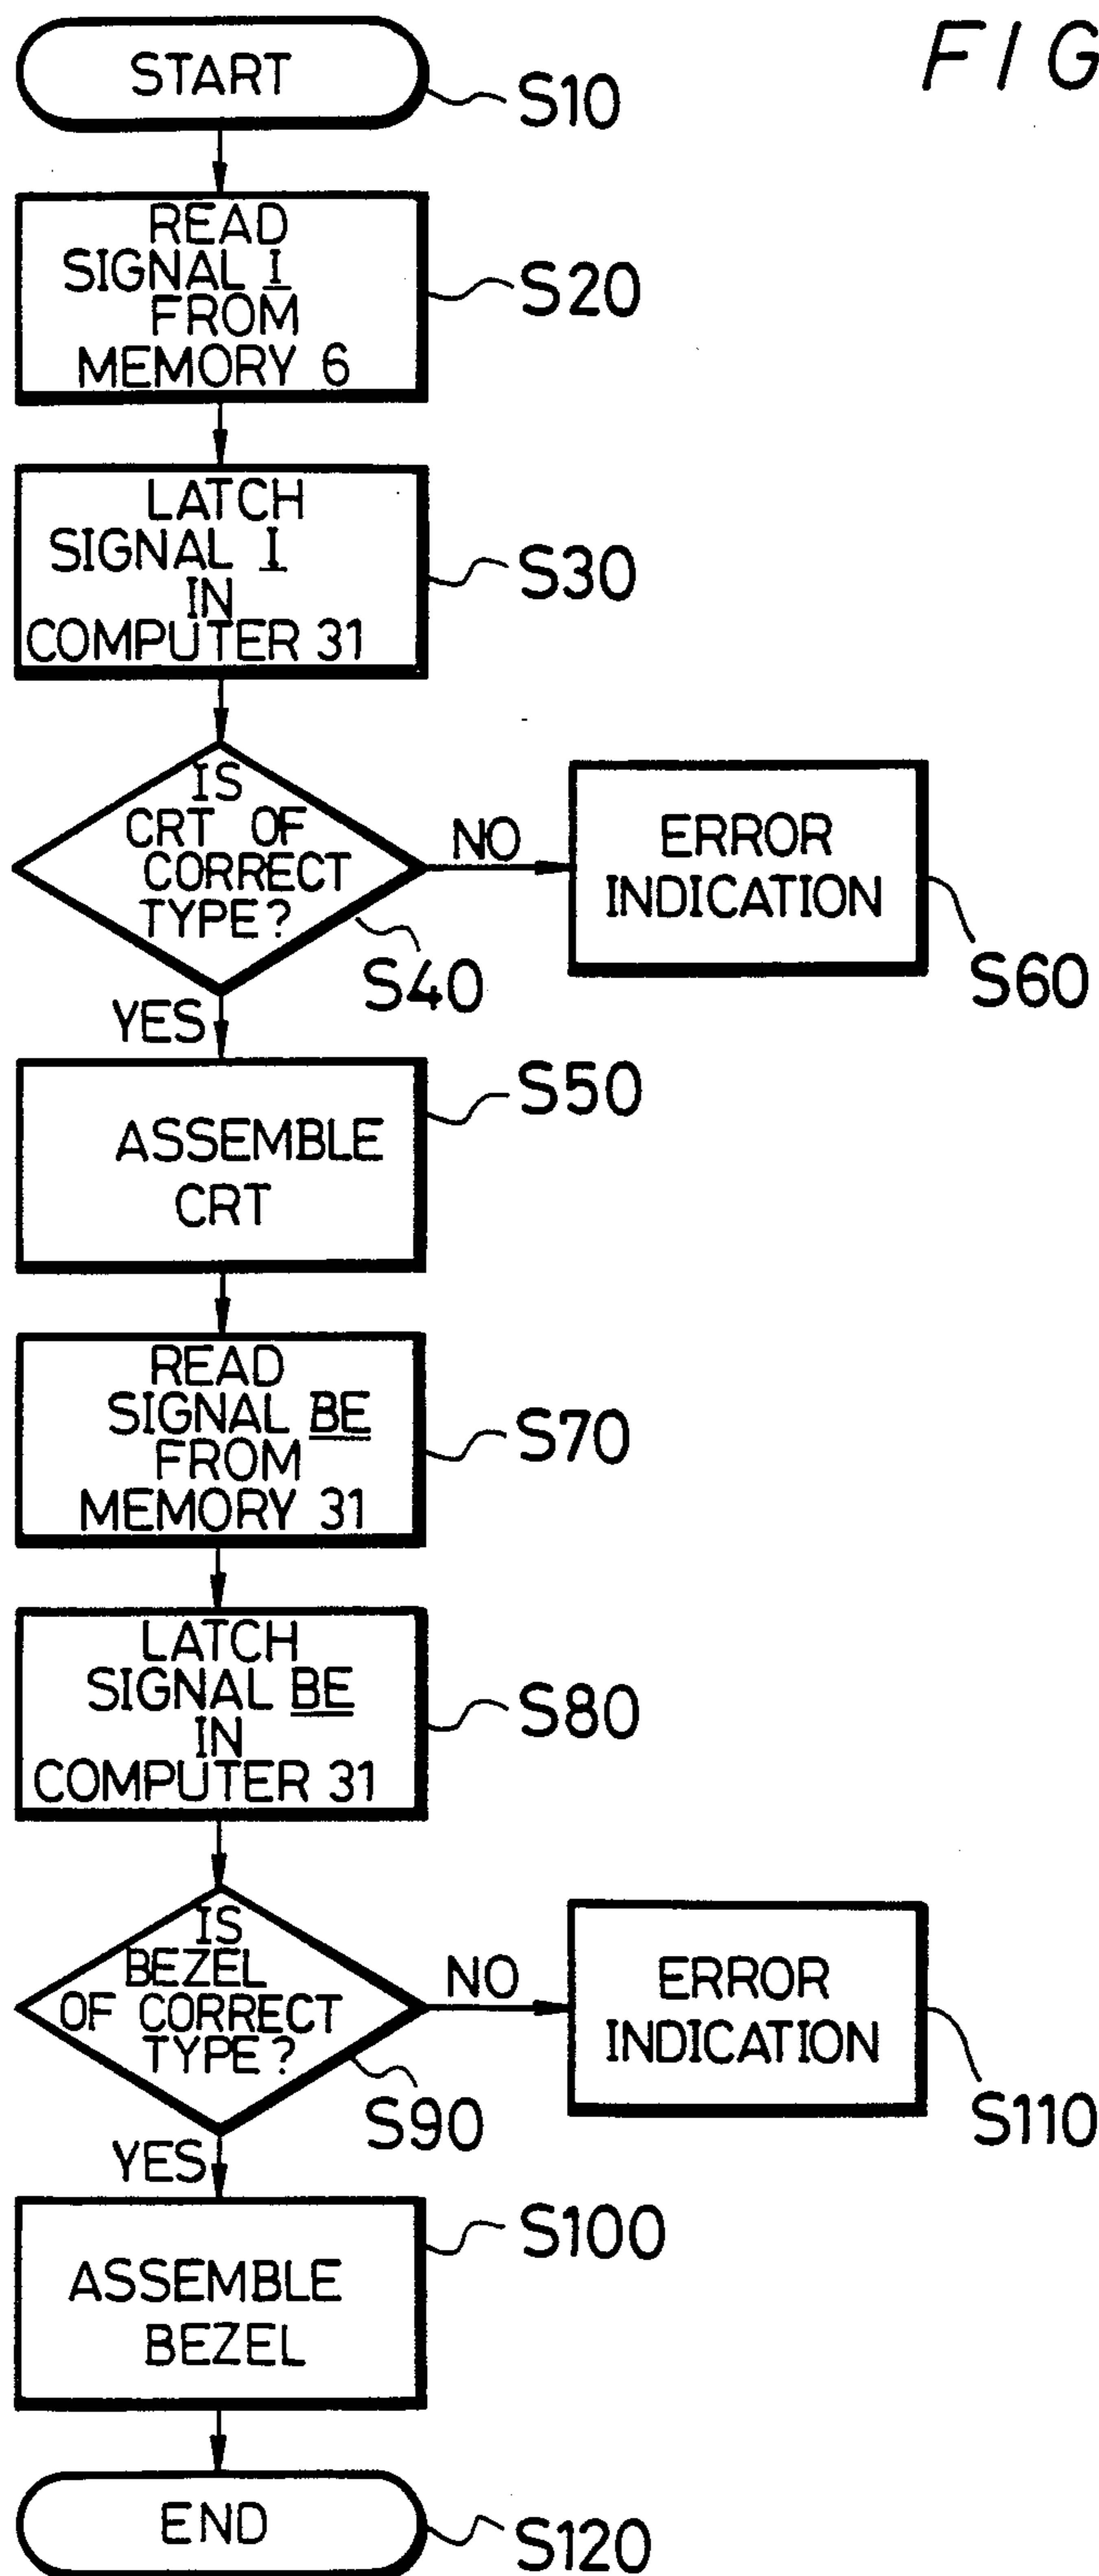 FIG
START
S10
READ
SIGNAL I
FROM
MEMORY 6
S20
LATCH
SIGNAL I
IN
COMPUTER 31
S30
IS
CRT OF
CORRECT
TYPE?
S40
NO
ERROR
INDICATION
S60
YES
ASSEMBLE
CRT
S50
READ
SIGNAL BE
FROM
MEMORY 31
S70
LATCH
SIGNAL BE
IN
COMPUTER 31
S80
IS
BEZEL
OF CORRECT
TYPE?
S90
NO
ERROR
INDICATION
S110
YES
ASSEMBLE
BEZEL
S100
END
S120